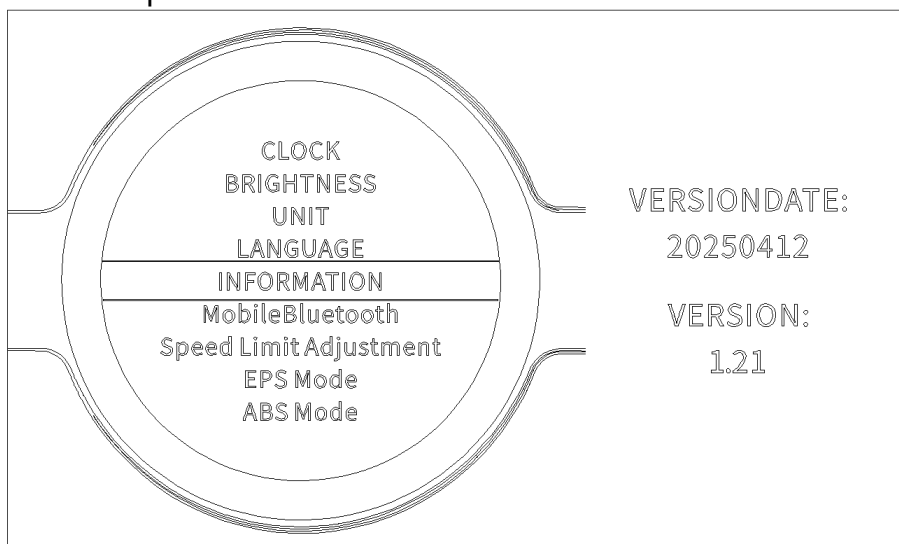 CLOCK
BRIGHTNESS
UNIT
LANGUAGE
INFORMATION
MobileBluetooth
Speed Limit Adjustment
EPS Mode
ABS Mode
VERSIONDATE:
20250412
VERSION:
1.21